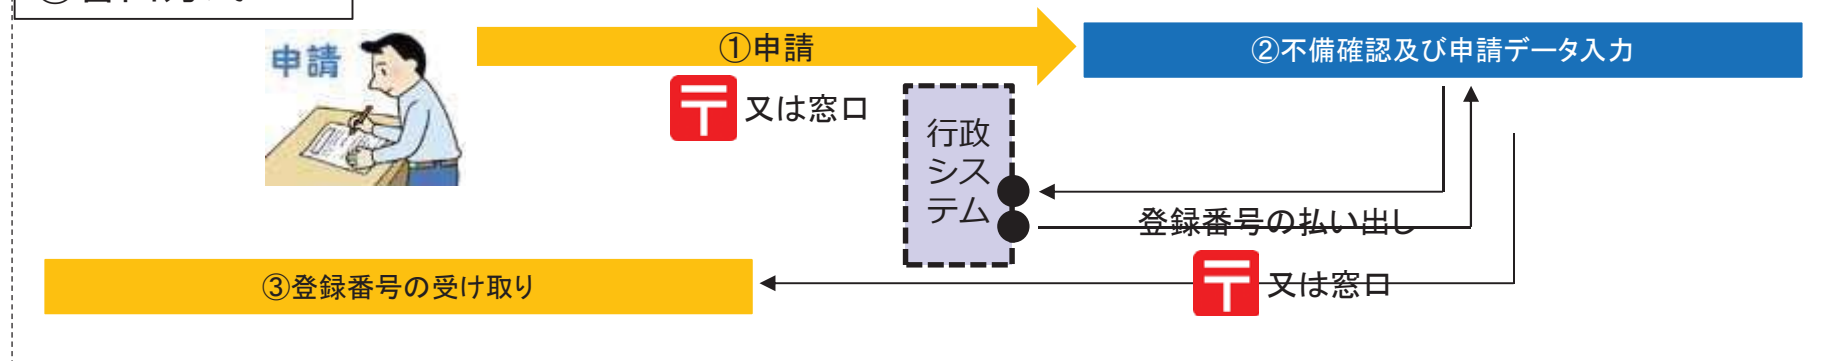 申請
①申請
②不備確認及び申請データ入力
〒又は窓口
行政
シス
テム
登録番号の払い出し
③登録番号の受け取り
〒又は窓口